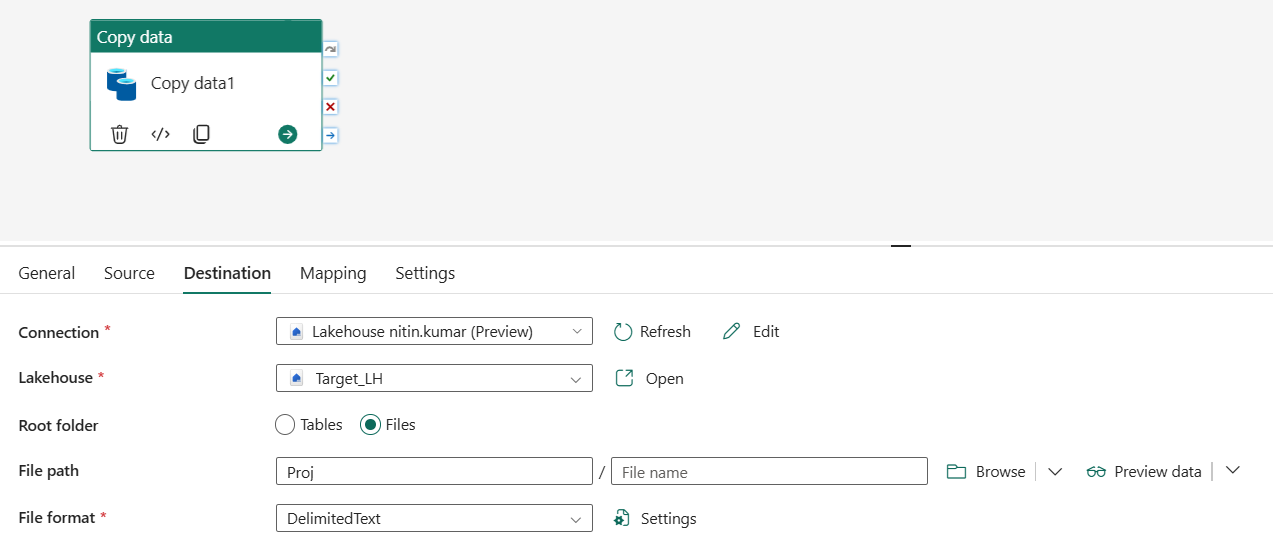 Copy data
Copy data1
General Source Destination Mapping Settings
Connection * Lakehouse nitin.kumar (Preview) Refresh Edit
Lakehouse * Target_LH Open
Root folder Tables Files
File path Proj / File name Browse Preview data
File format * DelimitedText Settings